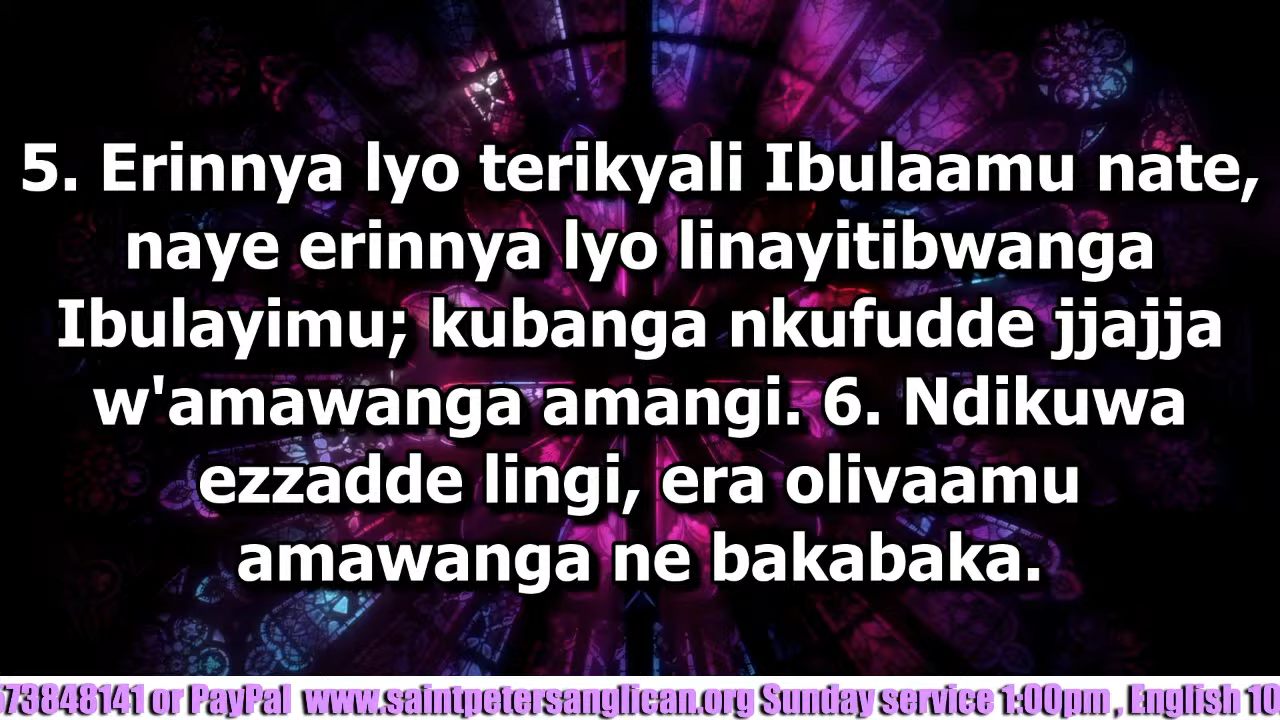 5. Erinnya lyo terikyali Ibulaamu nate,
naye erinnya lyo linayitibwanga
Ibulayimu; kubanga nkufudde jjajja
w'amawanga amangi. 6. Ndikuwa
ezzadde lingi, era olivaamu
amawanga ne bakabaka.
573848141 or PayPal www.saintpetersanglican.org Sunday service 1:00pm , English 10